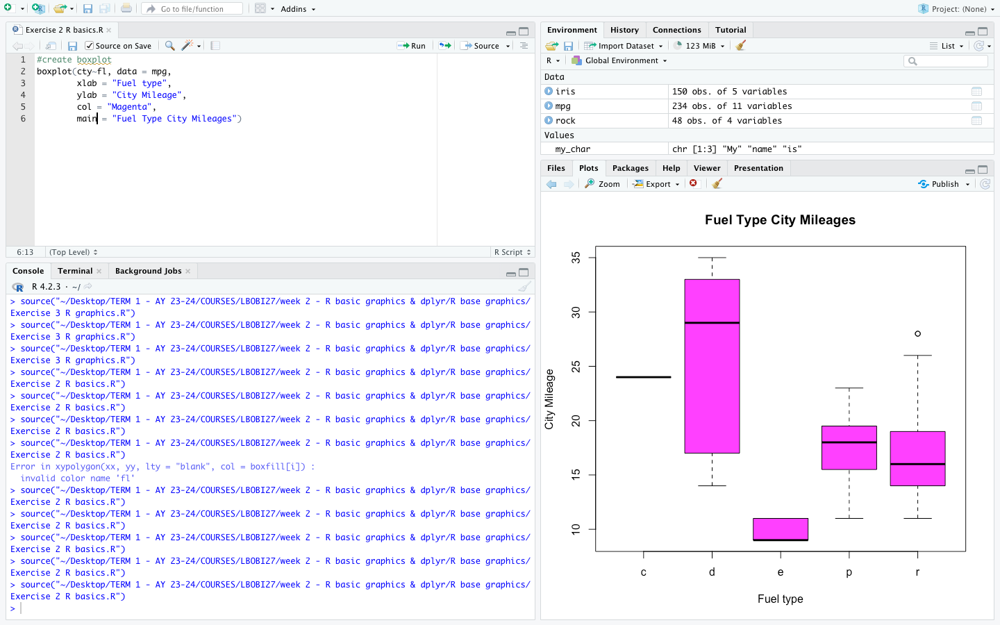 Go to file/function
Addins
Project: (None)
Exercise 2 R basics.R
Source on Save
Run
Source
1 #create boxplot
2 boxplot(cty~fl, data = mpg,
3 xlab = "Fuel type",
4 ylab = "City Mileage",
5 col = "Magenta",
6 main = "Fuel Type City Mileages")
6:13 (Top Level) R Script
Console Terminal Background Jobs
R 4.2.3 · ~/
> source("~/Desktop/TERM 1 - AY 23-24/COURSES/LBOBI27/week 2 - R basic graphics & dplyr/R base graphics/
Exercise 3 R graphics.R")
> source("~/Desktop/TERM 1 - AY 23-24/COURSES/LBOBI27/week 2 - R basic graphics & dplyr/R base graphics/
Exercise 3 R graphics.R")
> source("~/Desktop/TERM 1 - AY 23-24/COURSES/LBOBI27/week 2 - R basic graphics & dplyr/R base graphics/
Exercise 3 R graphics.R")
> source("~/Desktop/TERM 1 - AY 23-24/COURSES/LBOBI27/week 2 - R basic graphics & dplyr/R base graphics/
Exercise 2 R basics.R")
> source("~/Desktop/TERM 1 - AY 23-24/COURSES/LBOBI27/week 2 - R basic graphics & dplyr/R base graphics/
Exercise 2 R basics.R")
> source("~/Desktop/TERM 1 - AY 23-24/COURSES/LBOBI27/week 2 - R basic graphics & dplyr/R base graphics/
Exercise 2 R basics.R")
> source("~/Desktop/TERM 1 - AY 23-24/COURSES/LBOBI27/week 2 - R basic graphics & dplyr/R base graphics/
Exercise 2 R basics.R")
Error in xypolygon(xx, yy, lty = "blank", col = boxfill[i]) :
invalid color name 'fl'
> source("~/Desktop/TERM 1 - AY 23-24/COURSES/LBOBI27/week 2 - R basic graphics & dplyr/R base graphics/
Exercise 2 R basics.R")
> source("~/Desktop/TERM 1 - AY 23-24/COURSES/LBOBI27/week 2 - R basic graphics & dplyr/R base graphics/
Exercise 2 R basics.R")
> source("~/Desktop/TERM 1 - AY 23-24/COURSES/LBOBI27/week 2 - R basic graphics & dplyr/R base graphics/
Exercise 2 R basics.R")
> source("~/Desktop/TERM 1 - AY 23-24/COURSES/LBOBI27/week 2 - R basic graphics & dplyr/R base graphics/
Exercise 2 R basics.R")
> source("~/Desktop/TERM 1 - AY 23-24/COURSES/LBOBI27/week 2 - R basic graphics & dplyr/R base graphics/
Exercise 2 R basics.R")
>
Environment History Connections Tutorial
Import Dataset 123 MiB List
R Global Environment
Data
iris 150 obs. of 5 variables
mpg 234 obs. of 11 variables
rock 48 obs. of 4 variables
Values
my_char chr [1:3] "My" "name" "is"
Files Plots Packages Help Viewer Presentation
Zoom Export Publish
Fuel Type City Mileages
City Mileage
35
30
25
20
15
10
c d e p r
Fuel type